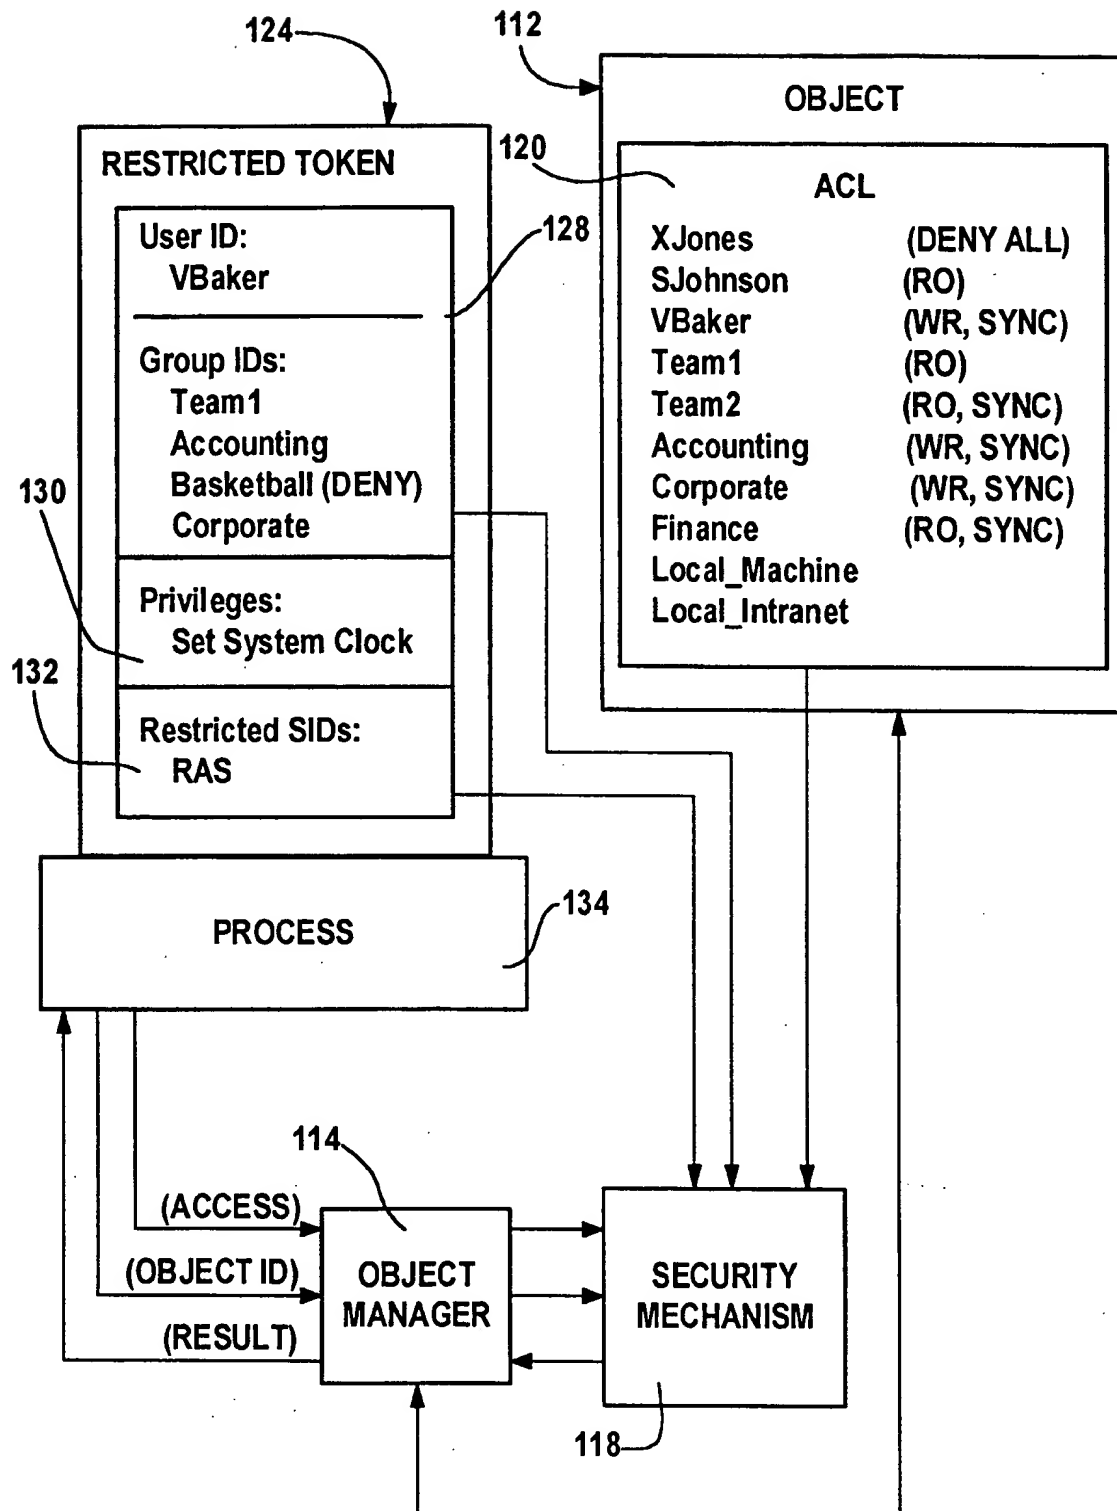 124
112
OBJECT
RESTRICTED TOKEN
120
ACL
User ID:
VBaker
128
Group IDs:
Team1
Accounting
Basketball (DENY)
Corporate
130
Privileges:
Set System Clock
132
Restricted SIDs:
RAS
XJones (DENY ALL)
SJohnson (RO)
VBaker (WR, SYNC)
Team1 (RO)
Team2 (RO, SYNC)
Accounting (WR, SYNC)
Corporate (WR, SYNC)
Finance (RO, SYNC)
Local_Machine
Local_Intranet
PROCESS
134
114
(ACCESS)
(OBJECT ID)
(RESULT)
OBJECT
MANAGER
SECURITY
MECHANISM
118